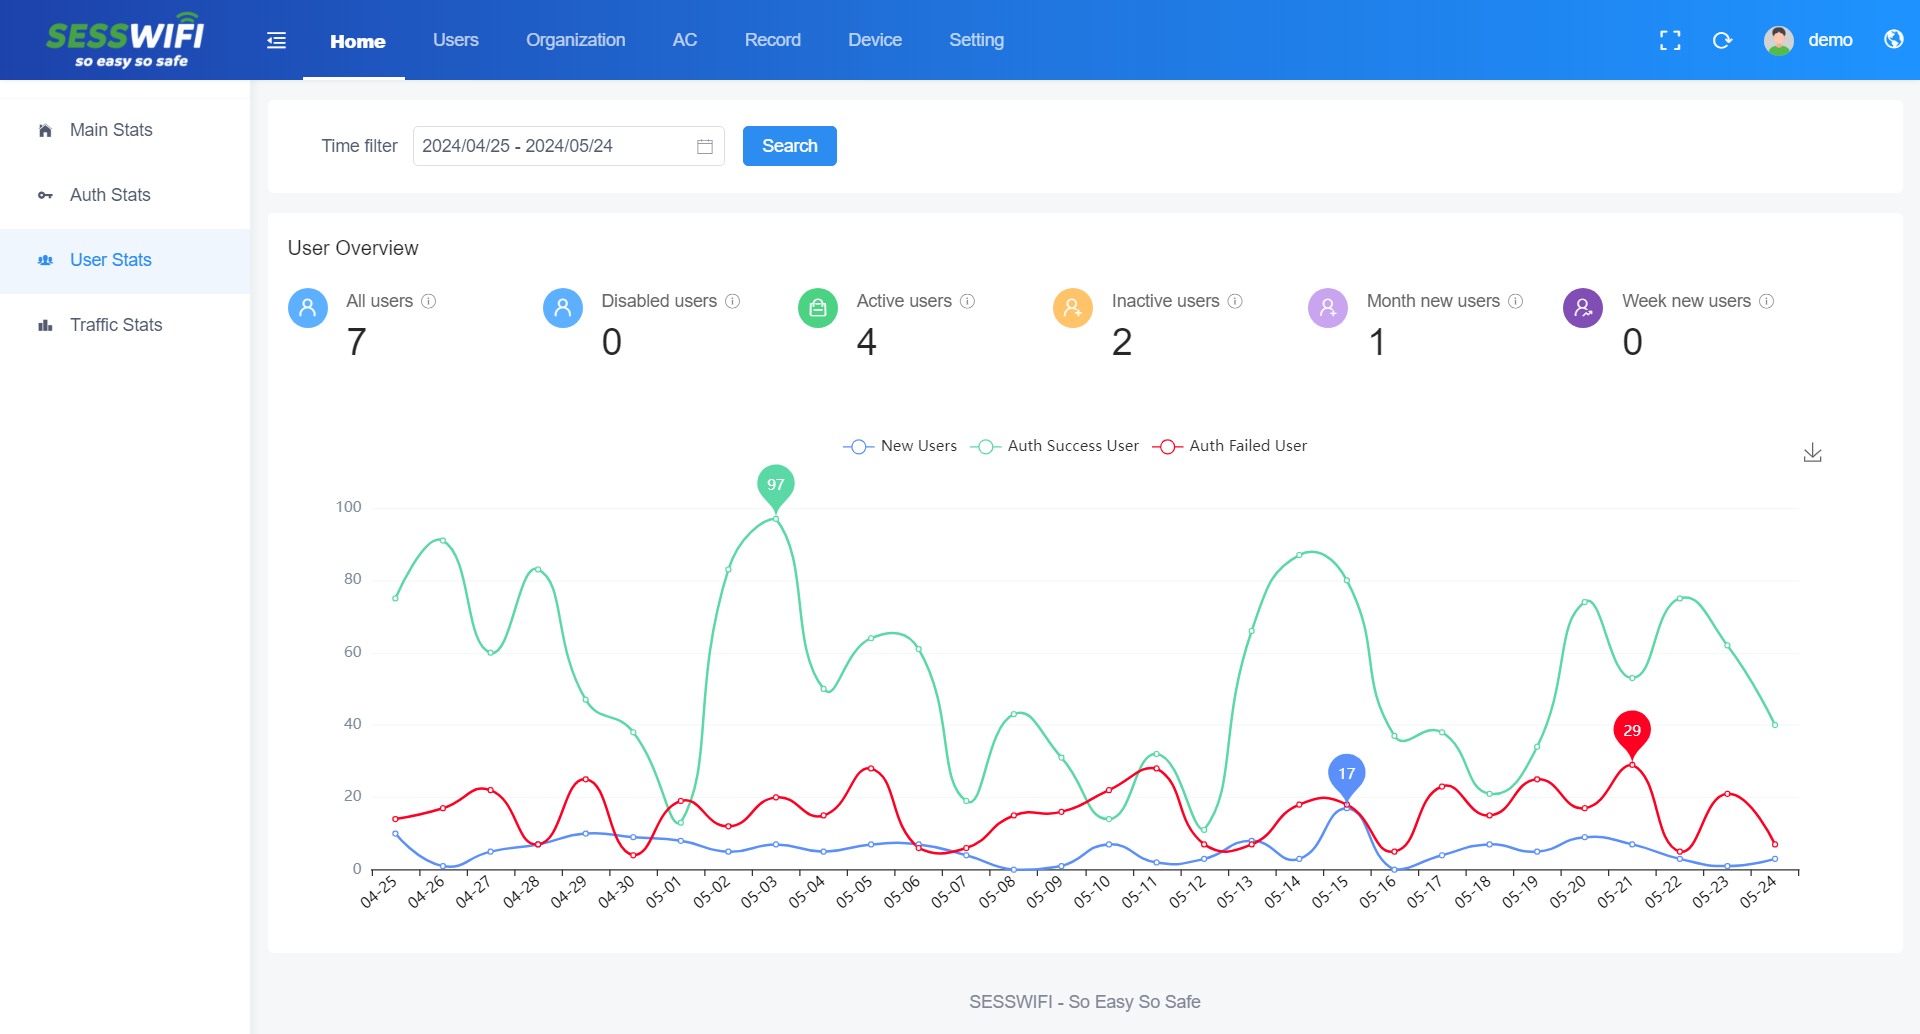 SESSWIFI
so easy so safe
Home Users Organization AC Record Device Setting
demo
Main Stats
Auth Stats
User Stats
Traffic Stats
Time filter 2024/04/25 - 2024/05/24 Search
User Overview
All users Disabled users Active users Inactive users Month new users Week new users
7 0 4 2 1 0
New Users Auth Success User Auth Failed User
97
100
80
60
40
29
17
20
0
04-25 04-26 04-27 04-28 04-29 04-30 05-01 05-02 05-03 05-04 05-05 05-06 05-07 05-08 05-09 05-10 05-11 05-12 05-13 05-14 05-15 05-16 05-17 05-18 05-19 05-20 05-21 05-22 05-23 05-24
SESSWIFI - So Easy So Safe